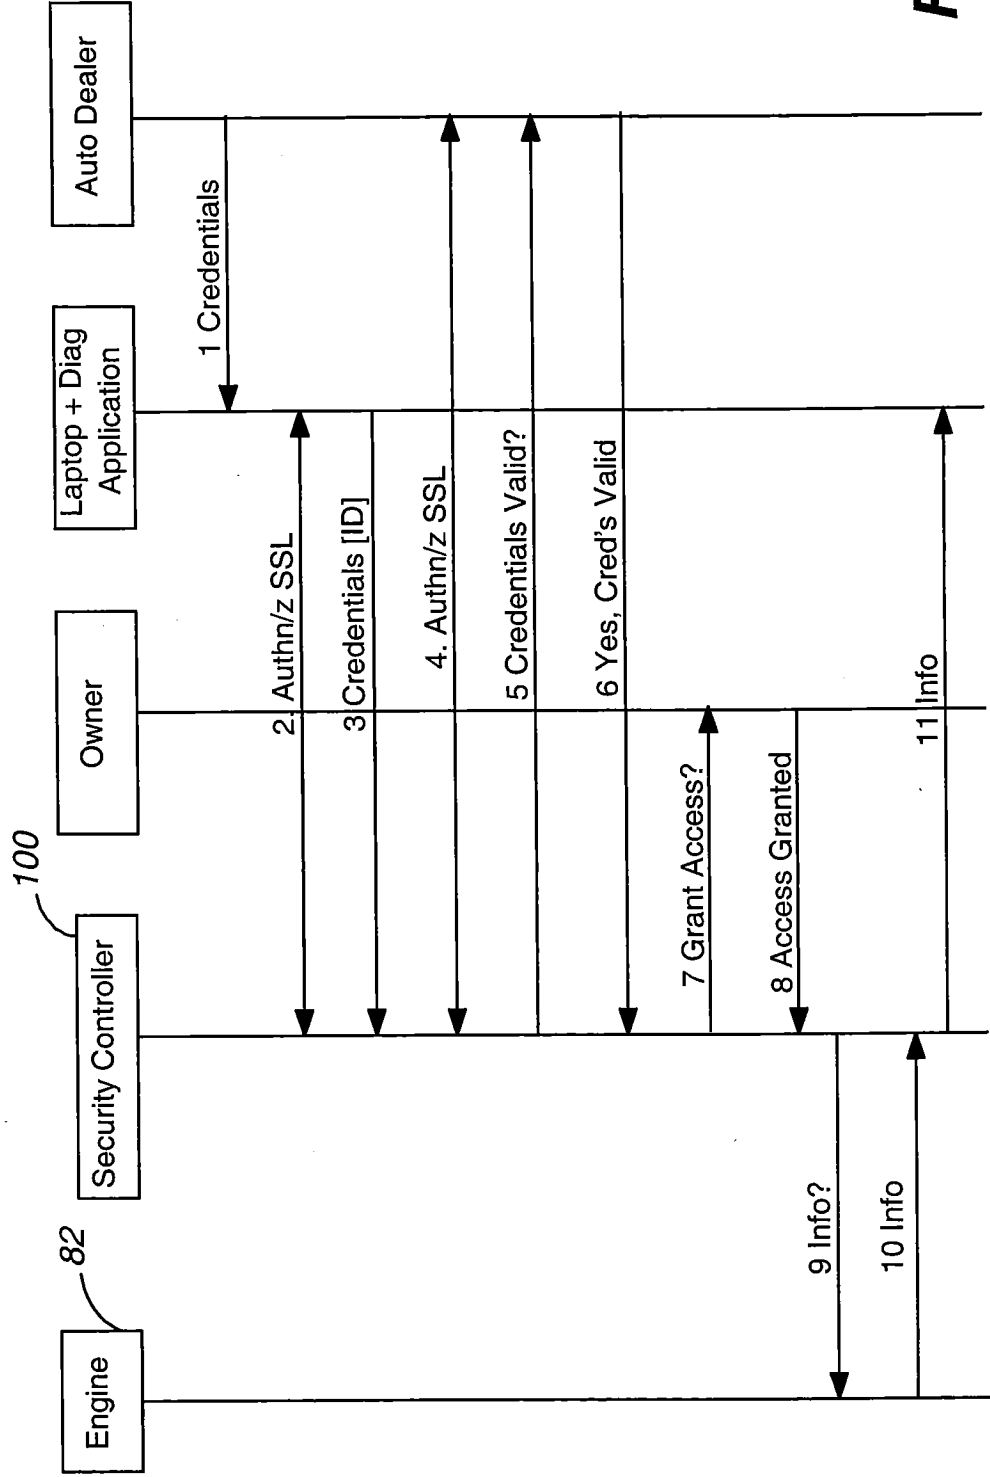 Engine
82
Security Controller
100
Owner
Laptop + Diag
Application
Auto Dealer
1 Credentials
2. Authn/z SSL
3 Credentials [ID]
4. Authn/z SSL
5 Credentials Valid?
6 Yes, Cred's Valid
7 Grant Access?
8 Access Granted
9 Info?
10 Info
11 Info